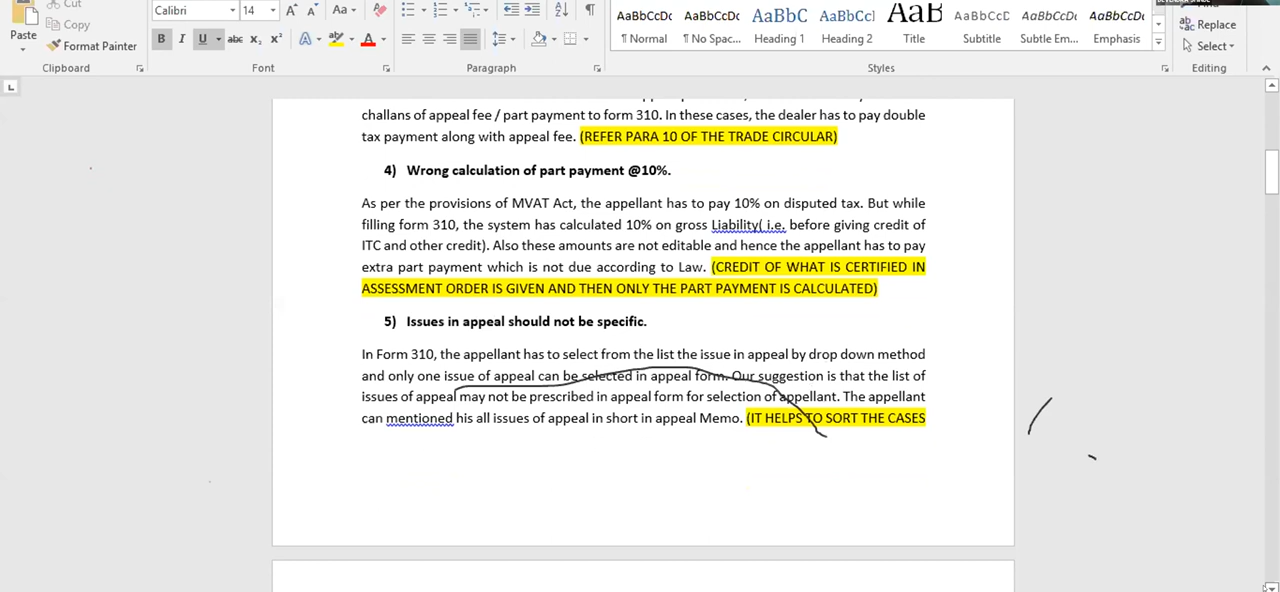 Cut
Calibri 14 Aa
AaBbCcDc AaBbCcDc AaBbC AaBbCcl AaB AaBbCcD AaBbCcDc AaBbCcDc
Paste Copy Replace
Format Painter B I U abc x₂ x² A A ¶ Normal ¶ No Spac... Heading 1 Heading 2 Title Subtitle Subtle Em... Emphasis Select
Clipboard Font Paragraph Styles Editing
challans of appeal fee / part payment to form 310. In these cases, the dealer has to pay double
tax payment along with appeal fee. (REFER PARA 10 OF THE TRADE CIRCULAR)
4) Wrong calculation of part payment @10%.
As per the provisions of MVAT Act, the appellant has to pay 10% on disputed tax. But while
filling form 310, the system has calculated 10% on gross Liability( i.e. before giving credit of
ITC and other credit). Also these amounts are not editable and hence the appellant has to pay
extra part payment which is not due according to Law. (CREDIT OF WHAT IS CERTIFIED IN
ASSESSMENT ORDER IS GIVEN AND THEN ONLY THE PART PAYMENT IS CALCULATED)
5) Issues in appeal should not be specific.
In Form 310, the appellant has to select from the list the issue in appeal by drop down method
and only one issue of appeal can be selected in appeal form. Our suggestion is that the list of
issues of appeal may not be prescribed in appeal form for selection of appellant. The appellant
can mentioned his all issues of appeal in short in appeal Memo. (IT HELPS TO SORT THE CASES